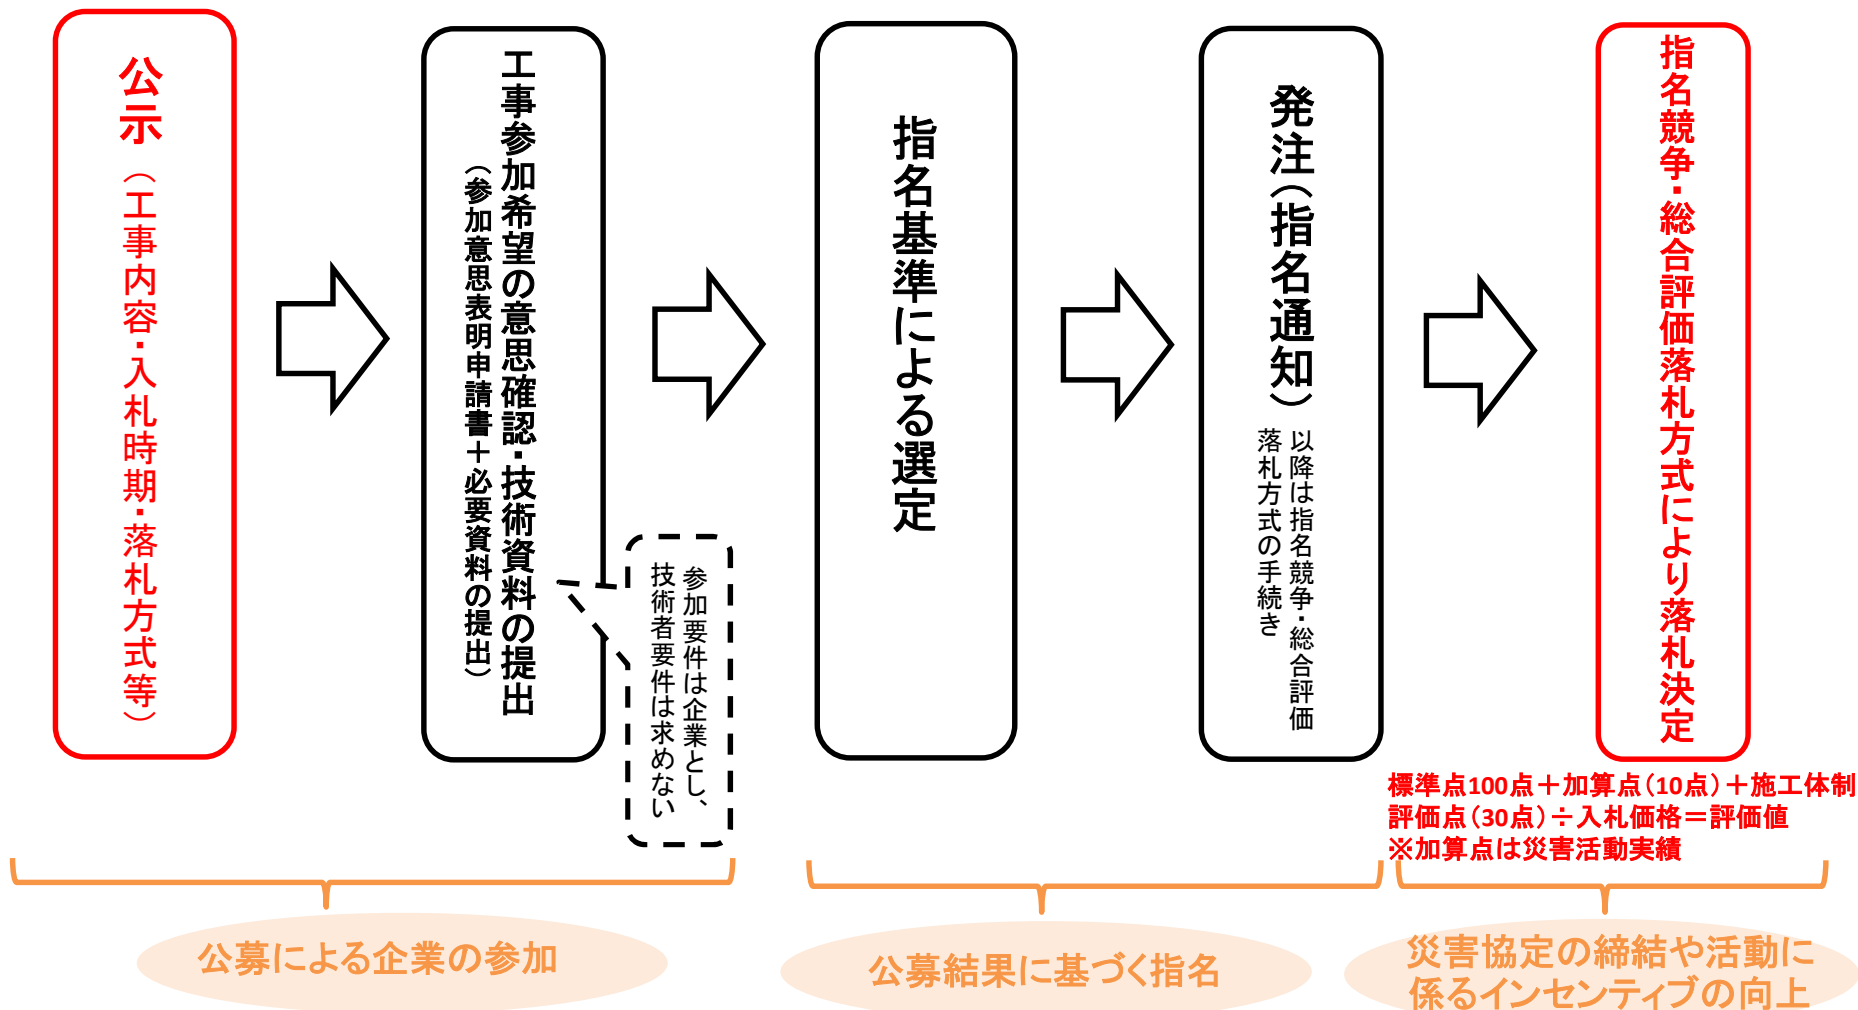 公示（工事内容・入札時期・落札方式等）
工事参加希望の意思確認・技術資料の提出
（参加意思表明申請書＋必要資料の提出）
参加要件は企業とし、
技術者要件は求めない
指名基準による選定
発注（指名通知）
以降は指名競争・総合評価
落札方式の手続き
指名競争・総合評価落札方式により落札決定
標準点100点＋加算点（10点）＋施工体制
評価点（30点）÷入札価格＝評価値
※加算点は災害活動実績
公募による企業の参加
公募結果に基づく指名
災害協定の締結や活動に
係るインセンティブの向上